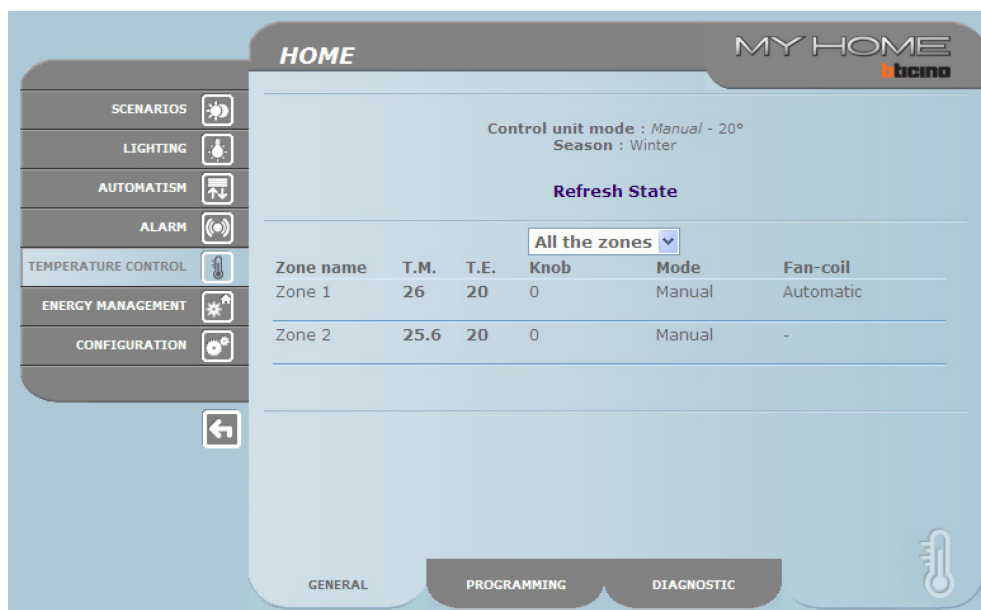 HOME
MY HOME
bticino
SCENARIOS
LIGHTING
AUTOMATISM
ALARM
TEMPERATURE CONTROL
ENERGY MANAGEMENT
CONFIGURATION
Control unit mode : Manual - 20°
Season : Winter
Refresh State
All the zones
Zone name T.M. T.E. Knob Mode Fan-coil
Zone 1 26 20 0 Manual Automatic
Zone 2 25.6 20 0 Manual -
GENERAL PROGRAMMING DIAGNOSTIC